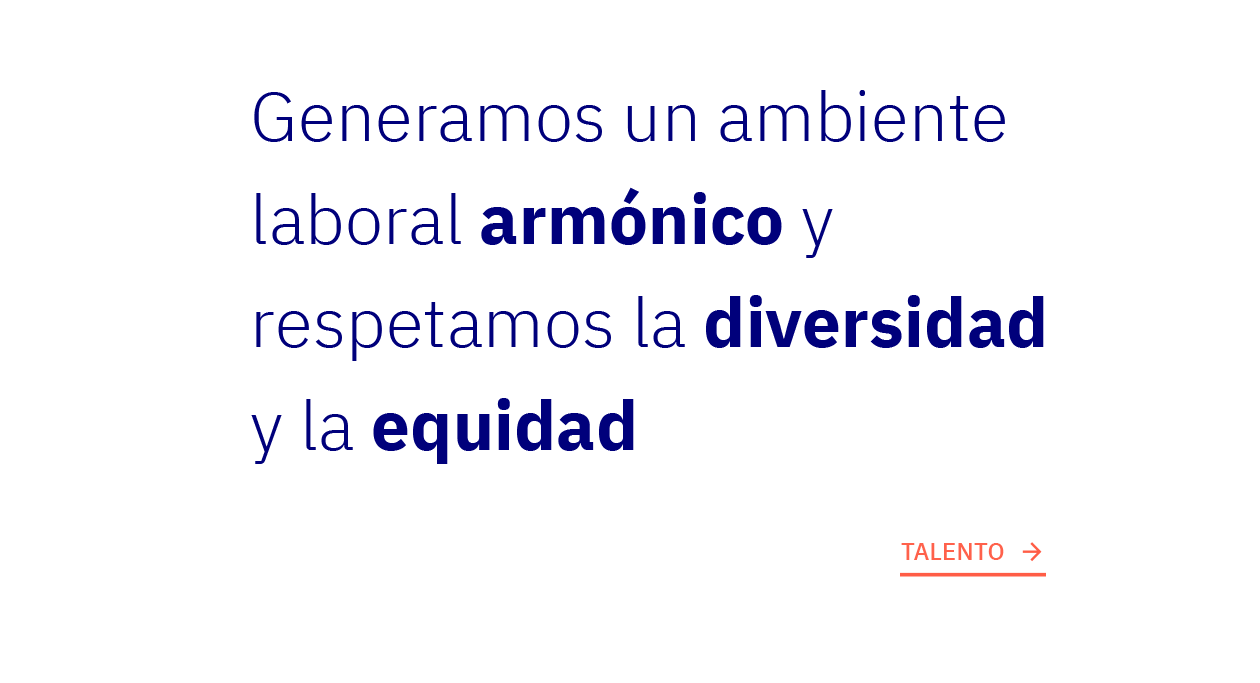 Generamos un ambiente
laboral armónico y
respetamos la diversidad
y la equidad
TALENTO →